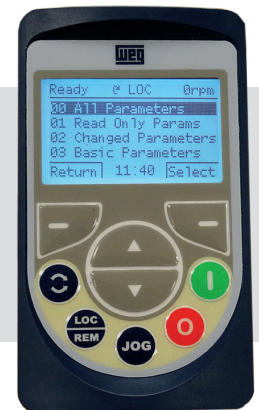 WEG
Ready @ LOC 0rpm
00 All Parameters
01 Read Only Params
02 Changed Parameters
03 Basic Parameters
Return 11:40 Select
I
LOC
REM
JOG
O